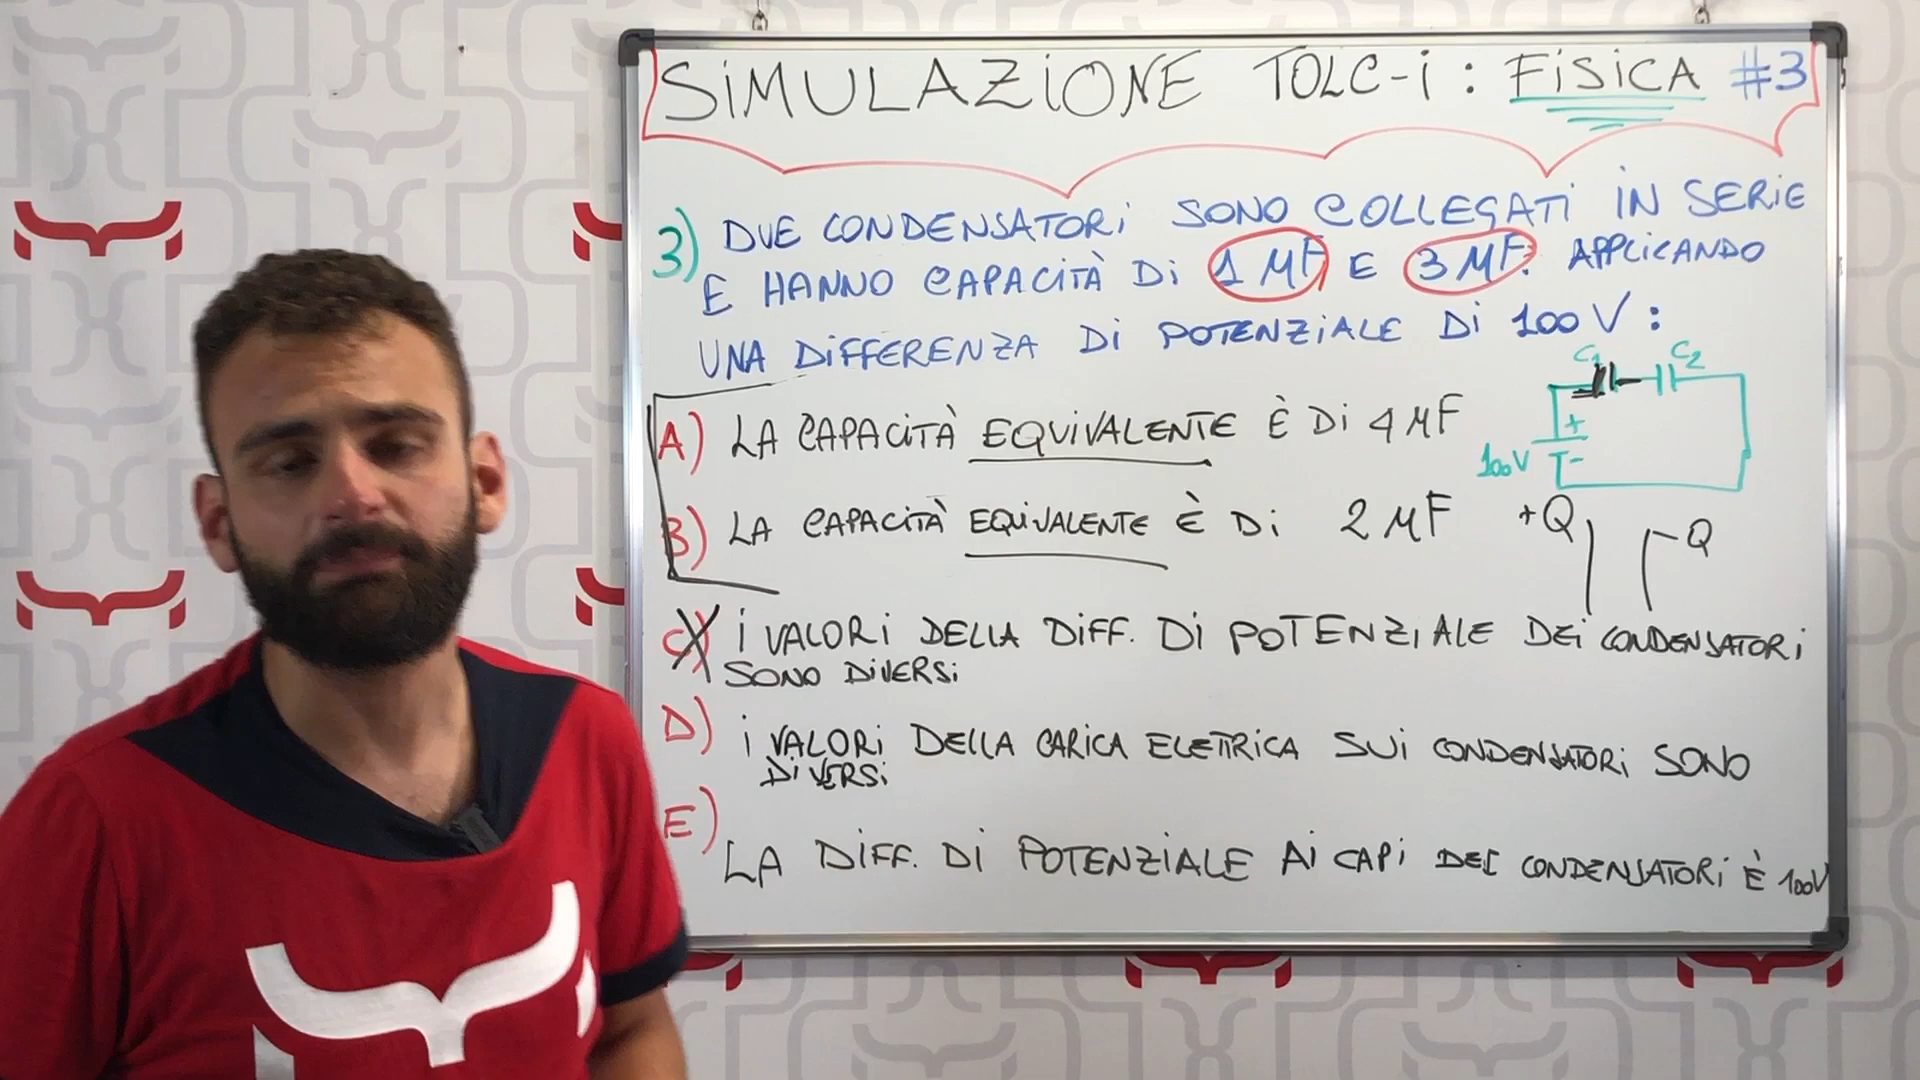 SiMULAZiONE TOLC-i : FiSiCA #3
3) DUE CONDENSATORi SONO COLLEGATi iN SERiE
E HANNO CAPACiTÀ Di 1 μF E 3 μF. APPLiCANDO
UNA DiFFERENZA Di POTENZiALE Di 100 V :
C1 C2
A) LA CAPACiTÀ EQUiVALENTE È Di 4 μF
+
100V -
B) LA CAPACiTÀ EQUiVALENTE È Di 2 μF
+Q -Q
C) i VALORi DELLA DiFF. Di POTENZiALE DEi CONDENSATORi
SONO DiVERSi
D) i VALORi DELLA CARiCA ELETTRiCA SUi CONDENSATORi SONO
DiVERSi
E) LA DiFF. Di POTENZiALE Ai CAPi DEI CONDENSATORi È 100V